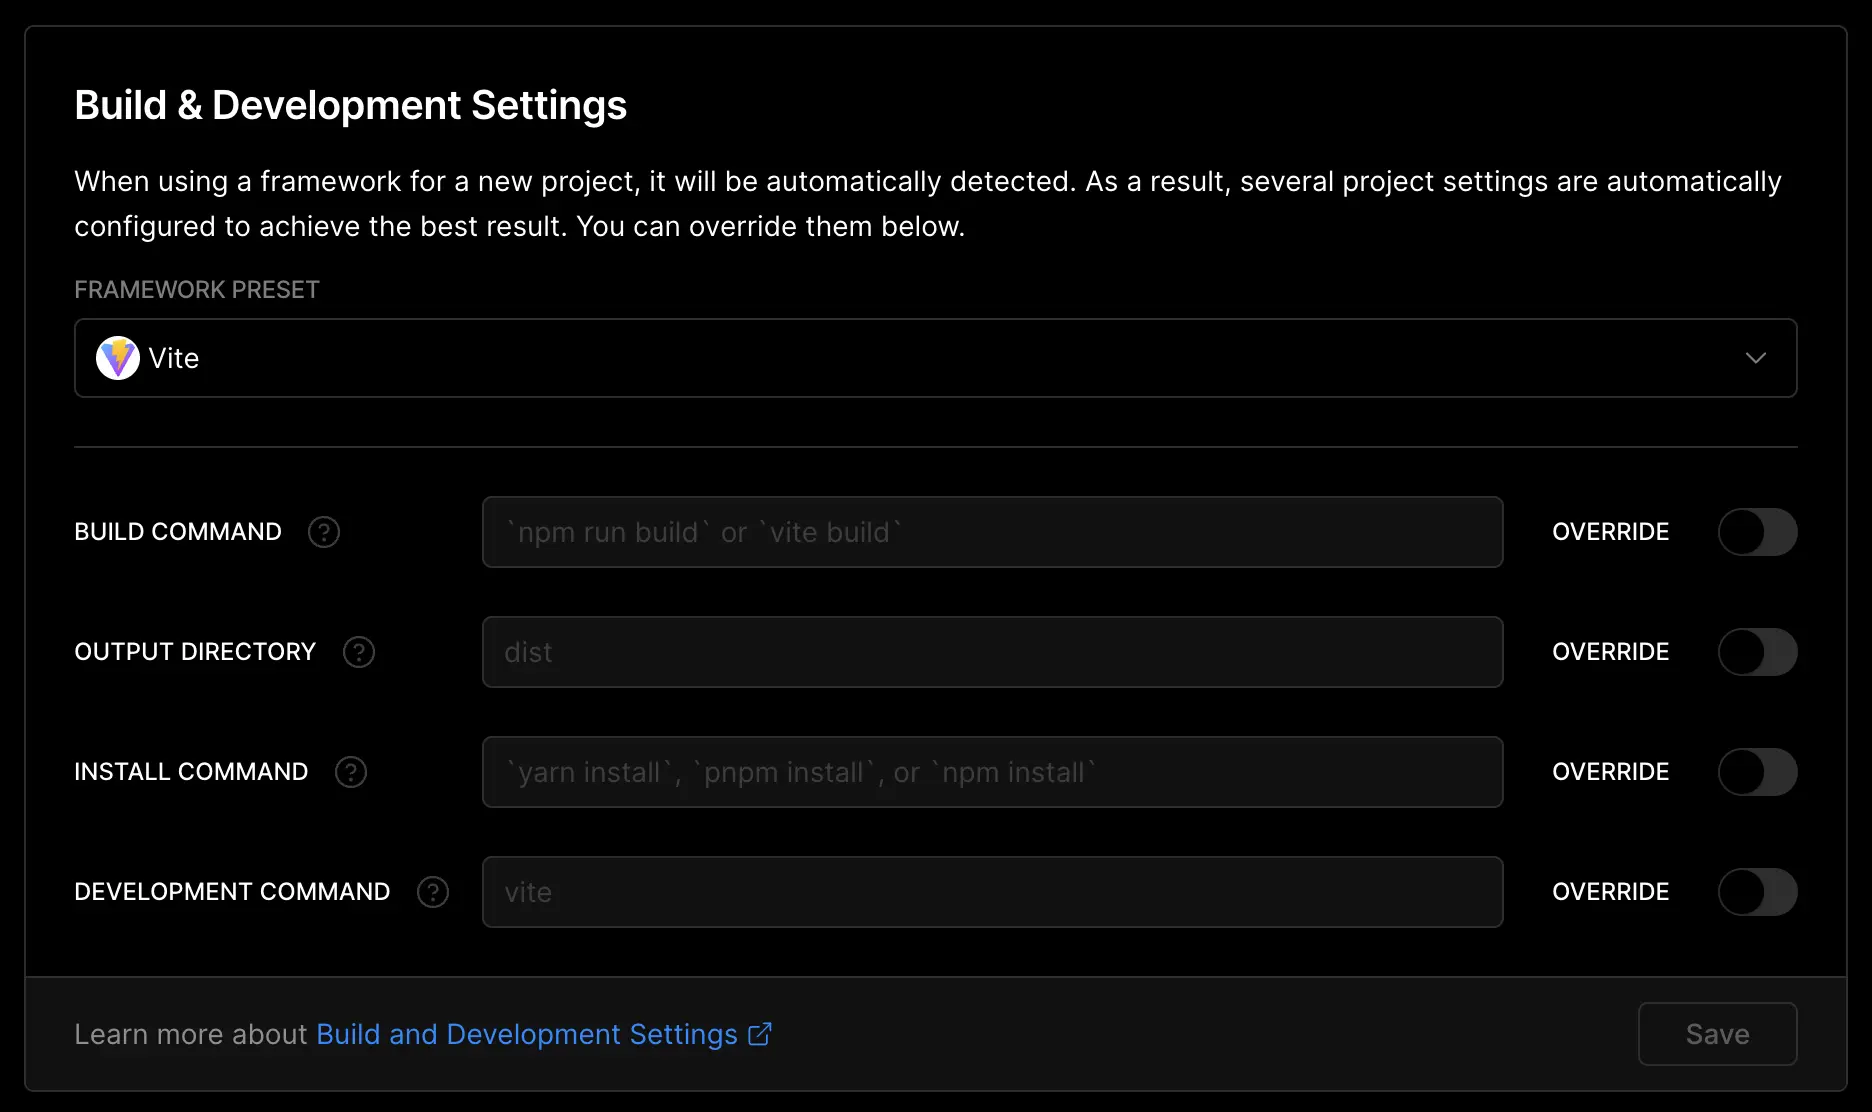 Build & Development Settings
When using a framework for a new project, it will be automatically detected. As a result, several project settings are automatically
configured to achieve the best result. You can override them below.
FRAMEWORK PRESET
Vite
BUILD COMMAND ? `npm run build` or `vite build` OVERRIDE
OUTPUT DIRECTORY ? dist OVERRIDE
INSTALL COMMAND ? `yarn install`, `pnpm install`, or `npm install` OVERRIDE
DEVELOPMENT COMMAND ? vite OVERRIDE
Learn more about Build and Development Settings Save